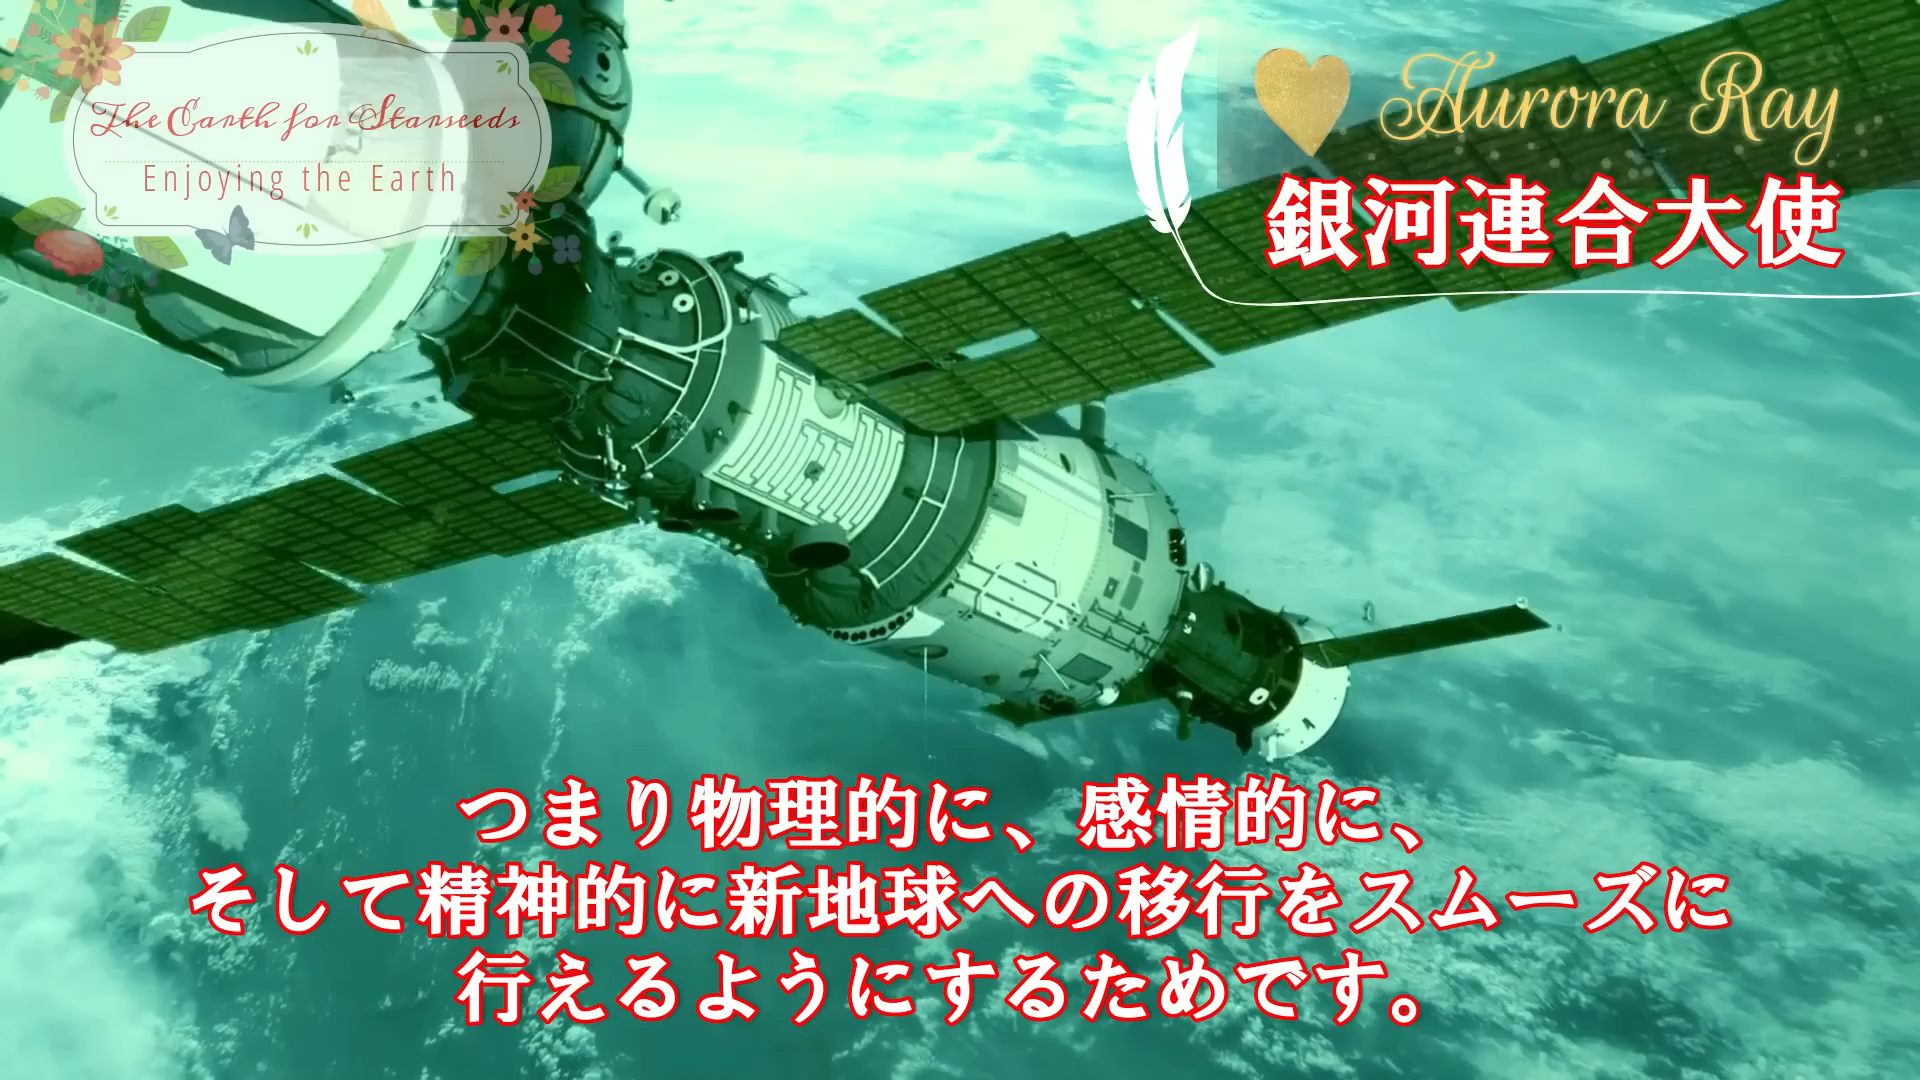 The Earth for Starseeds
Enjoying the Earth
Aurora Ray
銀河連合大使
つまり物理的に、感情的に、
そして精神的に新地球への移行をスムーズに
行えるようにするためです。